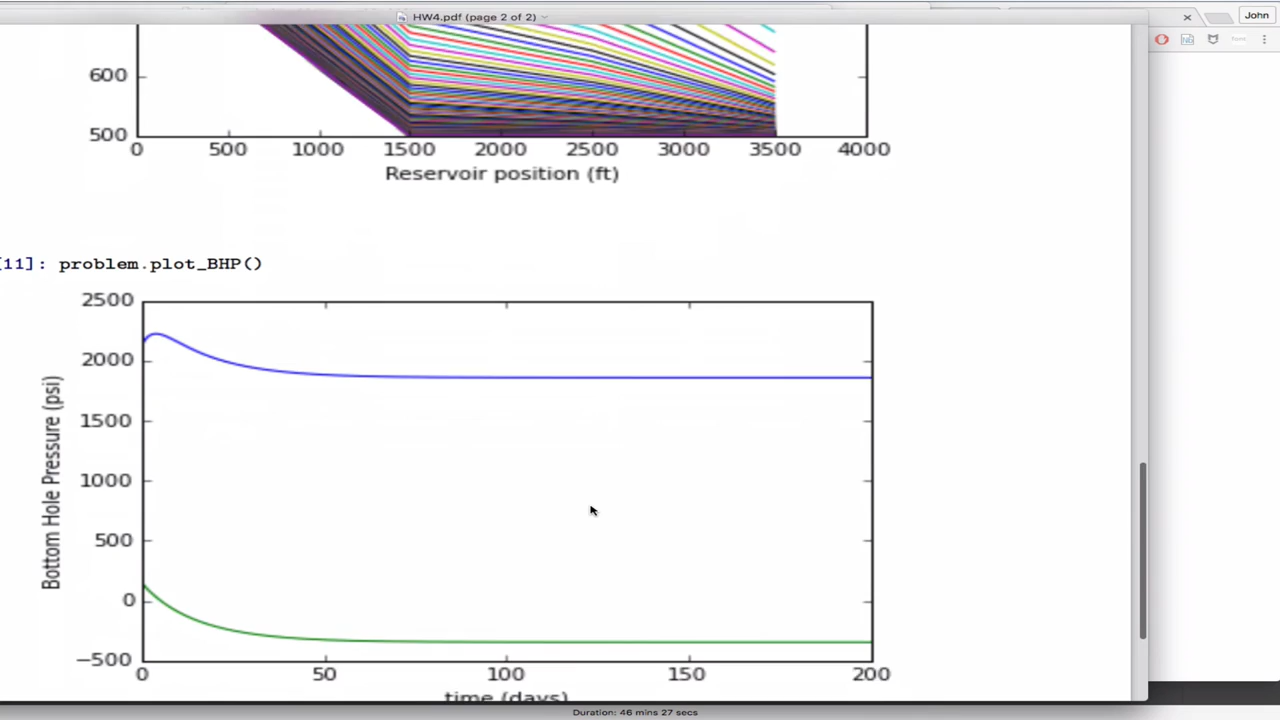 HW4.pdf (page 2 of 2)
John
600
500
0 500 1000 1500 2000 2500 3000 3500 4000
Reservoir position (ft)
[11]: problem.plot_BHP()
2500
2000
1500
1000
500
0
−500
Bottom Hole Pressure (psi)
0 50 100 150 200
time (days)
Duration: 46 mins 27 secs